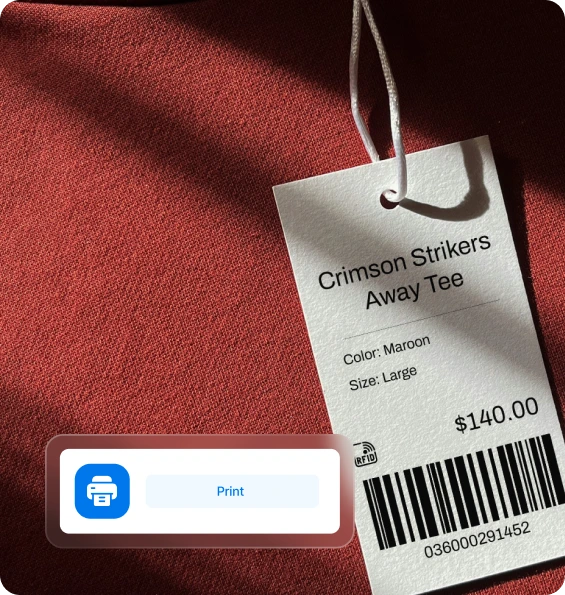 Crimson Strikers
Away Tee
Color: Maroon
Size: Large
$140.00
RFID
036000291452
Print